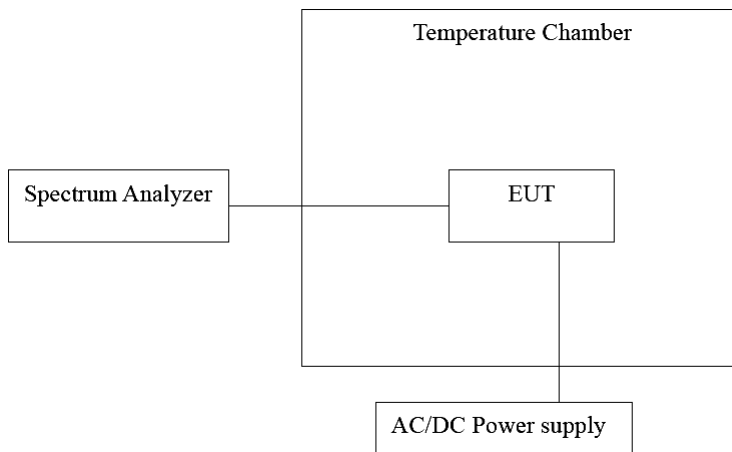 Temperature Chamber
Spectrum Analyzer
EUT
AC/DC Power supply